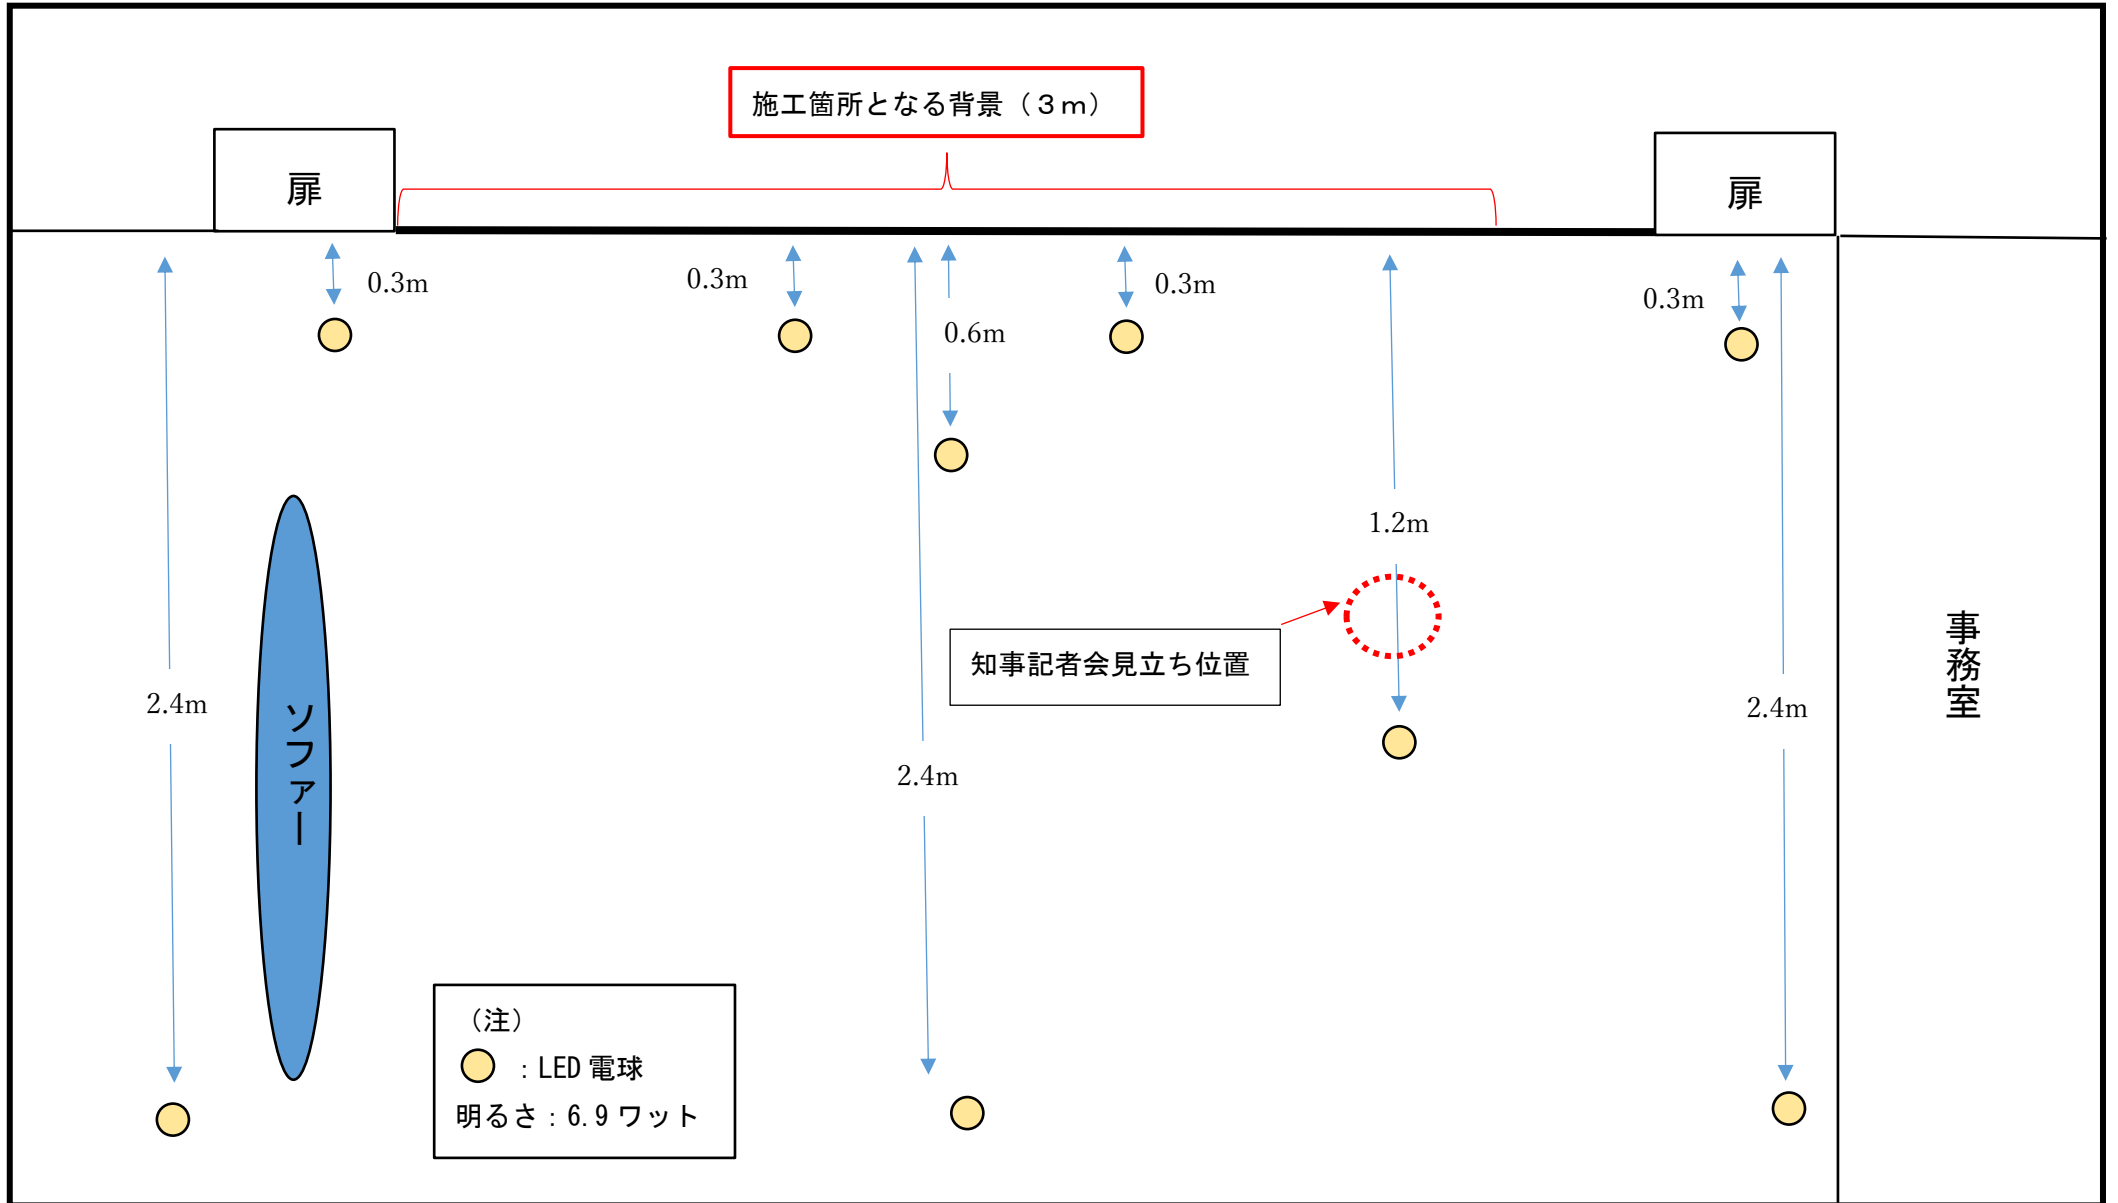 施工箇所となる背景（３ｍ）
扉
扉
0.3m
0.3m
0.3m
0.3m
0.6m
1.2m
知事記者会見立ち位置
2.4m
2.4m
2.4m
ソファー
事務室
（注）
：LED 電球
明るさ：6.9 ワット